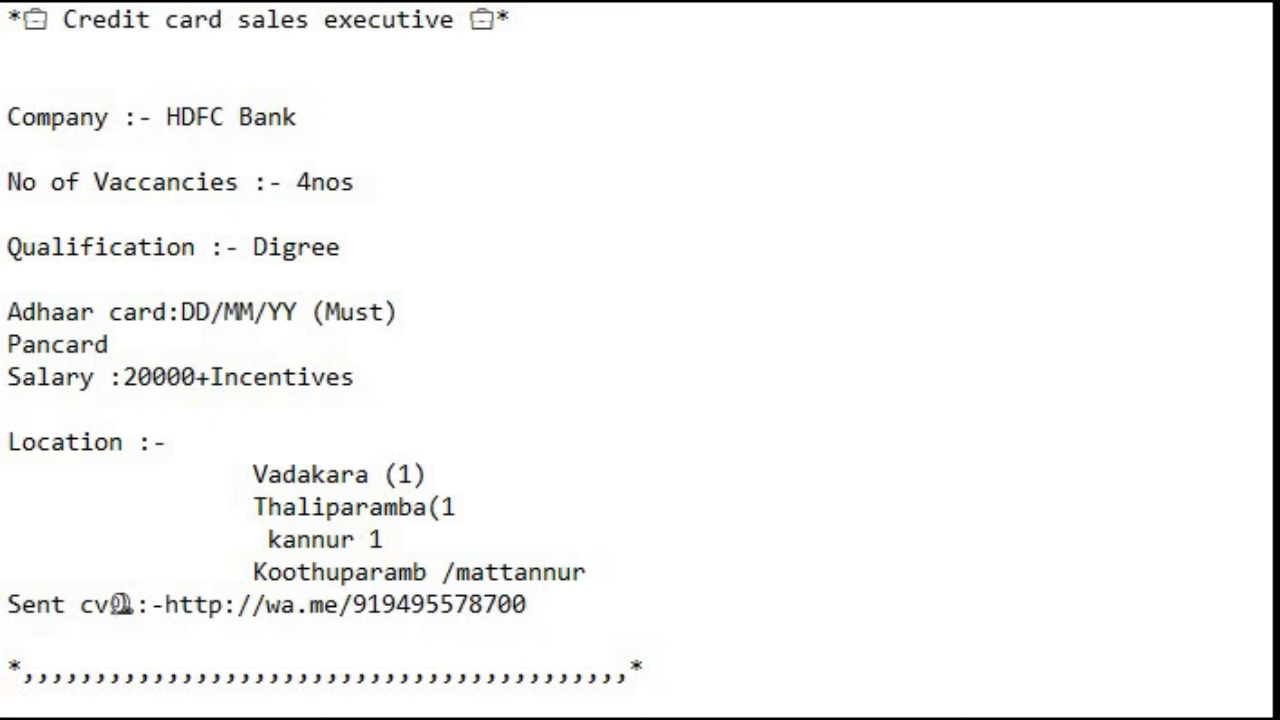 *💼 Credit card sales executive 💼*
Company :- HDFC Bank
No of Vaccancies :- 4nos
Qualification :- Digree
Adhaar card:DD/MM/YY (Must)
Pancard
Salary :20000+Incentives
Location :-
Vadakara (1)
Thaliparamba(1
kannur 1
Koothuparamb /mattannur
Sent cv:-http://wa.me/919495578700
*,,,,,,,,,,,,,,,,,,,,,,,,,,,,,,,,,,,,,,,,,,*